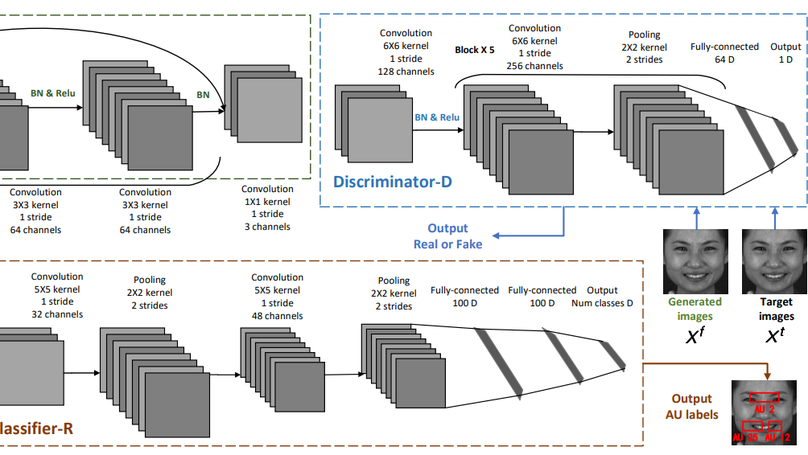 BN & Relu
BN
Convolution
3X3 kernel
1 stride
64 channels
Convolution
3X3 kernel
1 stride
64 channels
Convolution
1X1 kernel
1 stride
3 channels
Convolution
6X6 kernel
1 stride
128 channels
Block X 5
Convolution
6X6 kernel
1 stride
256 channels
Pooling
2X2 kernel
2 strides
Fully-connected
64 D
Output
1 D
BN & Relu
Discriminator-D
Output
Real or Fake
Generated
images
Xf
Target
images
Xt
Convolution
5X5 kernel
1 stride
32 channels
Pooling
2X2 kernel
2 strides
Convolution
5X5 kernel
1 stride
48 channels
Pooling
2X2 kernel
2 strides
Fully-connected
100 D
Fully-connected
100 D
Output
Num classes D
lassifier-R
Output
AU labels
AU 2
AU
AU 12